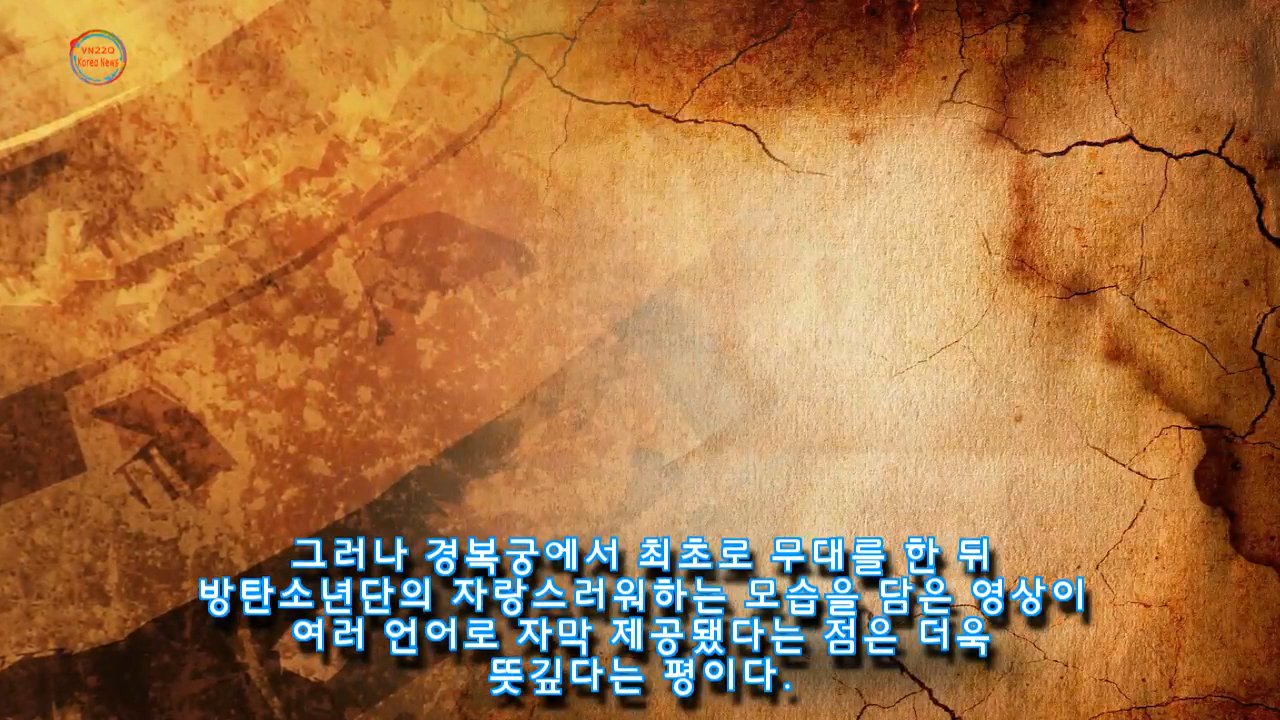 VN22Q
Korea News
그러나 경복궁에서 최초로 무대를 한 뒤
방탄소년단의 자랑스러워하는 모습을 담은 영상이
여러 언어로 자막 제공됐다는 점은 더욱
뜻깊다는 평이다.